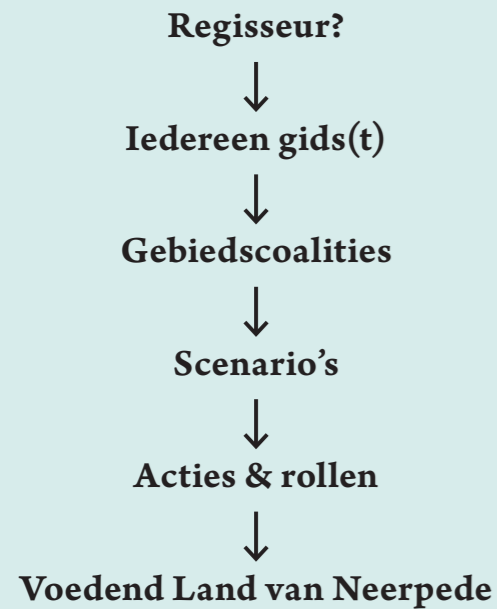 Regisseur?
Iedereen gids(t)
Gebiedscoalities
Scenario’s
Acties & rollen
Voedend Land van Neerpede